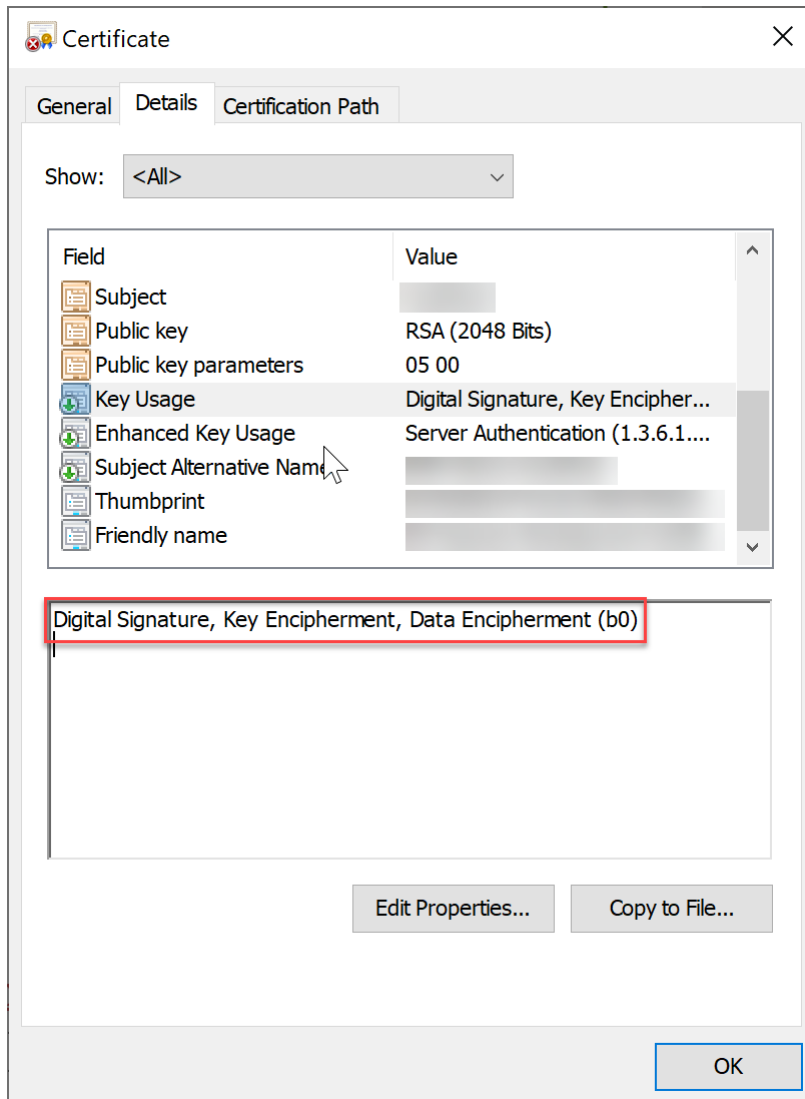 Certificate
General Details Certification Path
Show: <All>
Field Value
Subject
Public key RSA (2048 Bits)
Public key parameters 05 00
Key Usage Digital Signature, Key Encipher...
Enhanced Key Usage Server Authentication (1.3.6.1....
Subject Alternative Name
Thumbprint
Friendly name
Digital Signature, Key Encipherment, Data Encipherment (b0)
Edit Properties... Copy to File...
OK